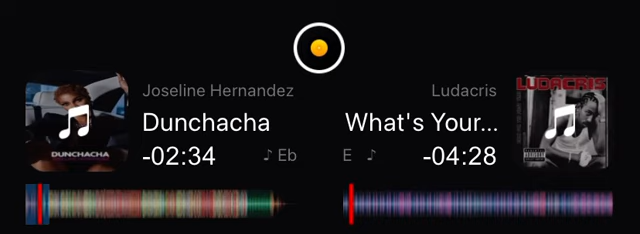 Joseline Hernandez
Dunchacha
-02:34
♪ Eb
DUNCHACHA
Ludacris
What's Your...
E ♪
-04:28
LUDACRIS